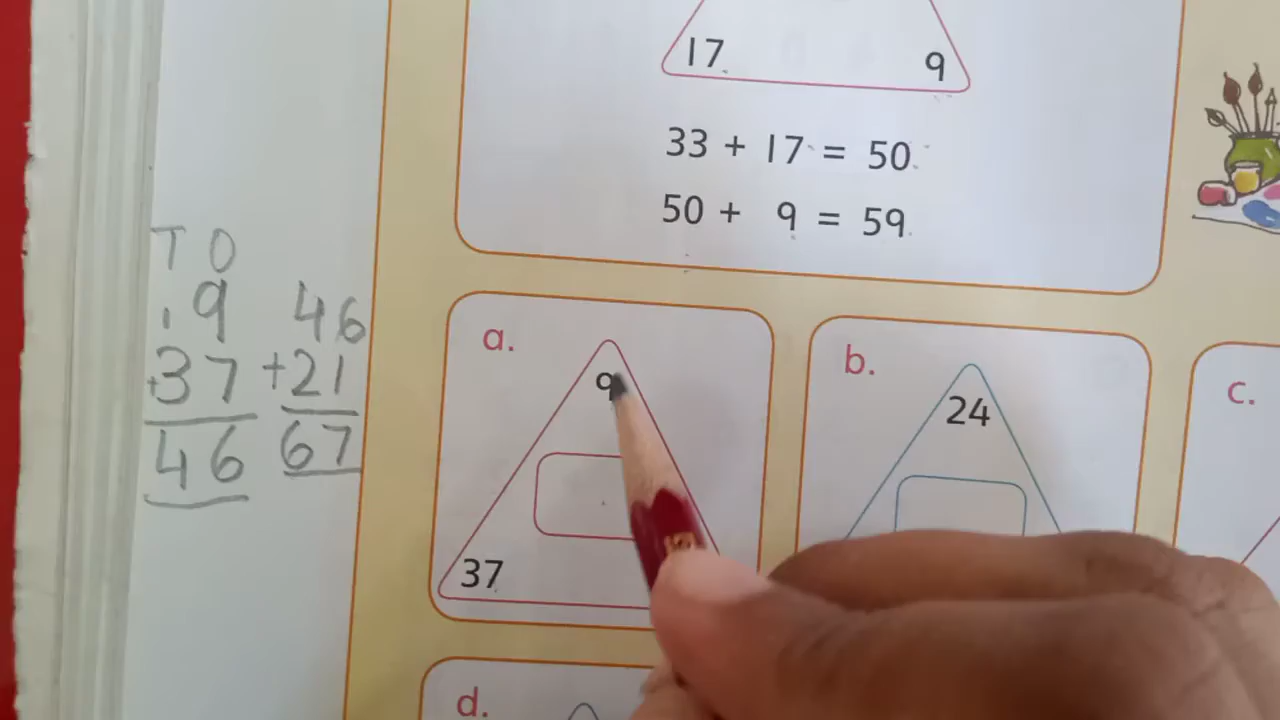 17 9
33 + 17 = 50
50 + 9 = 59
T O
9
+37
46
46
+21
67
a.
9
37
b.
24
c.
d.